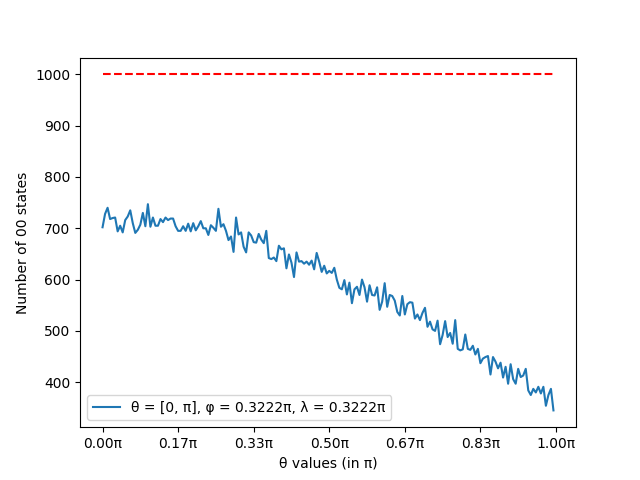 1000
900
800
700
600
500
400
Number of 00 states
θ = [0, π], φ = 0.3222π, λ = 0.3222π
0.00π 0.17π 0.33π 0.50π 0.67π 0.83π 1.00π
θ values (in π)